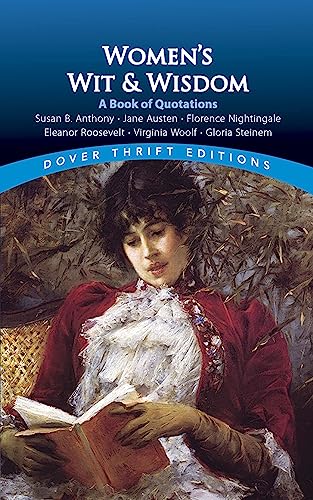 WOMEN'S
WIT & WISDOM
A Book of Quotations
Susan B. Anthony • Jane Austen • Florence Nightingale
Eleanor Roosevelt • Virginia Woolf • Gloria Steinem
DOVER THRIFT EDITIONS